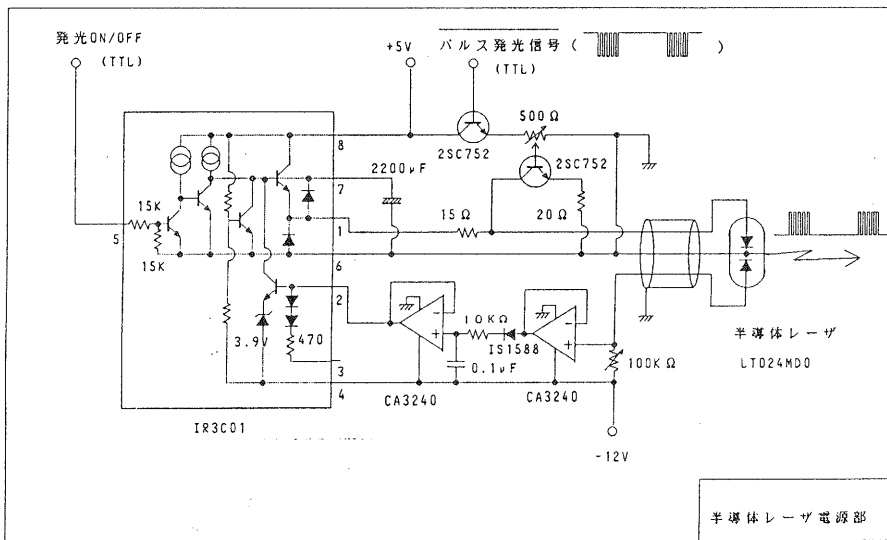 発光ON/OFF
(TTL)
+5V
パルス発光信号 ( )
(TTL)
500Ω
2SC752
2SC752
8
2200μF
7
15K
5
15K
15Ω
1
20Ω
6
2
3.9V
470
3
4
10KΩ
IS1588
0.1μF
CA3240
CA3240
100KΩ
半導体レーザ
LT024MD0
IR3C01
-12V
半導体レーザ電源部